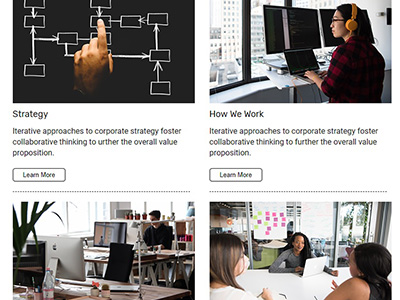 Strategy
Iterative approaches to corporate strategy foster
collaborative thinking to urther the overall value
proposition.
Learn More
How We Work
Iterative approaches to corporate strategy foster
collaborative thinking to further the overall value
proposition.
Learn More